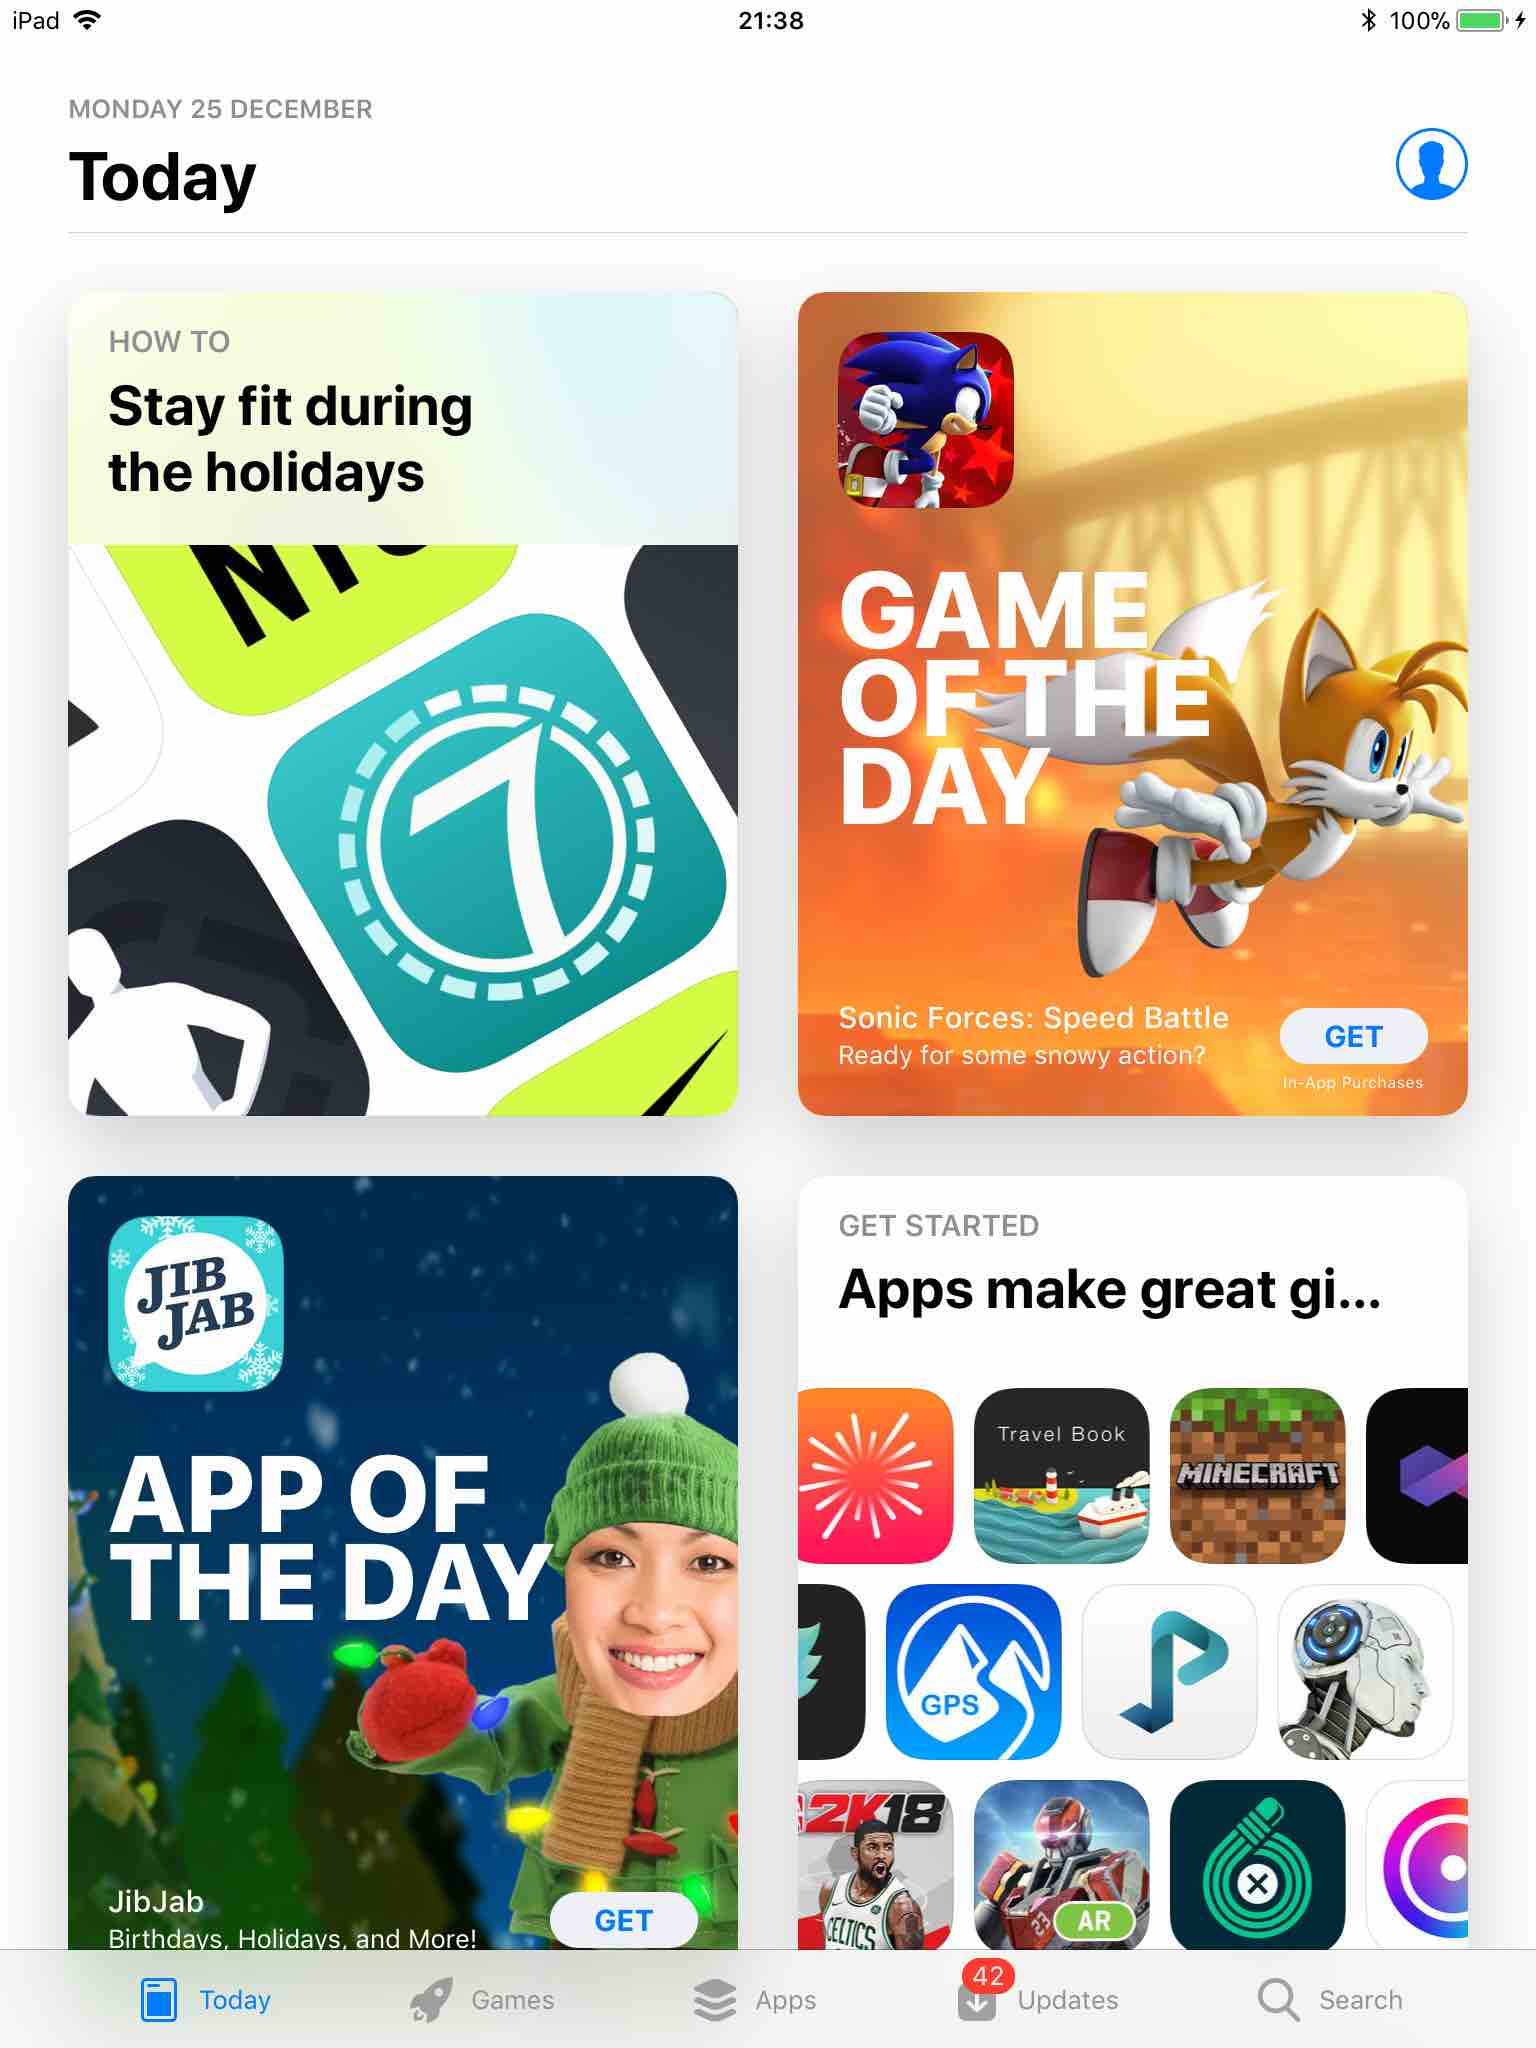 iPad
21:38
100%
MONDAY 25 DECEMBER
Today
HOW TO
Stay fit during
the holidays
7
GAME
OF THE
DAY
Sonic Forces: Speed Battle
Ready for some snowy action?
GET
In-App Purchases
JIB
JAB
APP OF
THE DAY
JibJab
Birthdays, Holidays, and More!
GET
GET STARTED
Apps make great gi...
Travel Book
MINECRAFT
GPS
2K18
CELTICS
23
AR
Today
Games
Apps
42
Updates
Search